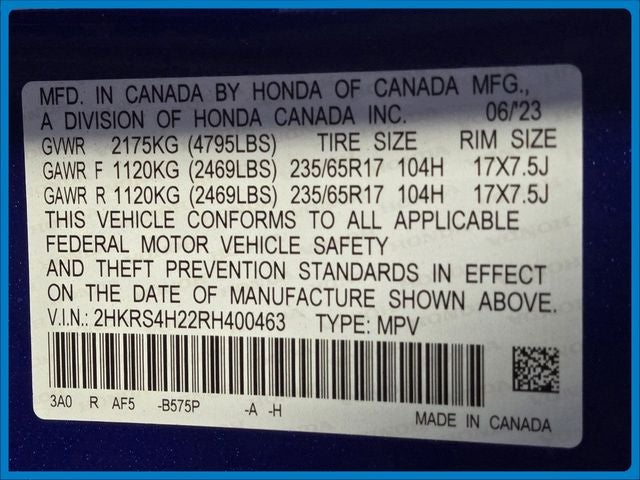 MFD. IN CANADA BY HONDA OF CANADA MFG.,
A DIVISION OF HONDA CANADA INC. 06/'23
GVWR 2175KG (4795LBS) TIRE SIZE RIM SIZE
GAWR F 1120KG (2469LBS) 235/65R17 104H 17X7.5J
GAWR R 1120KG (2469LBS) 235/65R17 104H 17X7.5J
THIS VEHICLE CONFORMS TO ALL APPLICABLE
FEDERAL MOTOR VEHICLE SAFETY
AND THEFT PREVENTION STANDARDS IN EFFECT
ON THE DATE OF MANUFACTURE SHOWN ABOVE.
V.I.N.: 2HKRS4H22RH400463 TYPE: MPV
3A0 R AF5 -B575P -A -H
MADE IN CANADA